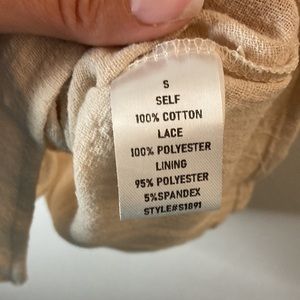 S
SELF
100% COTTON
LACE
100% POLYESTER
LINING
95% POLYESTER
5%SPANDEX
STYLE#S1891